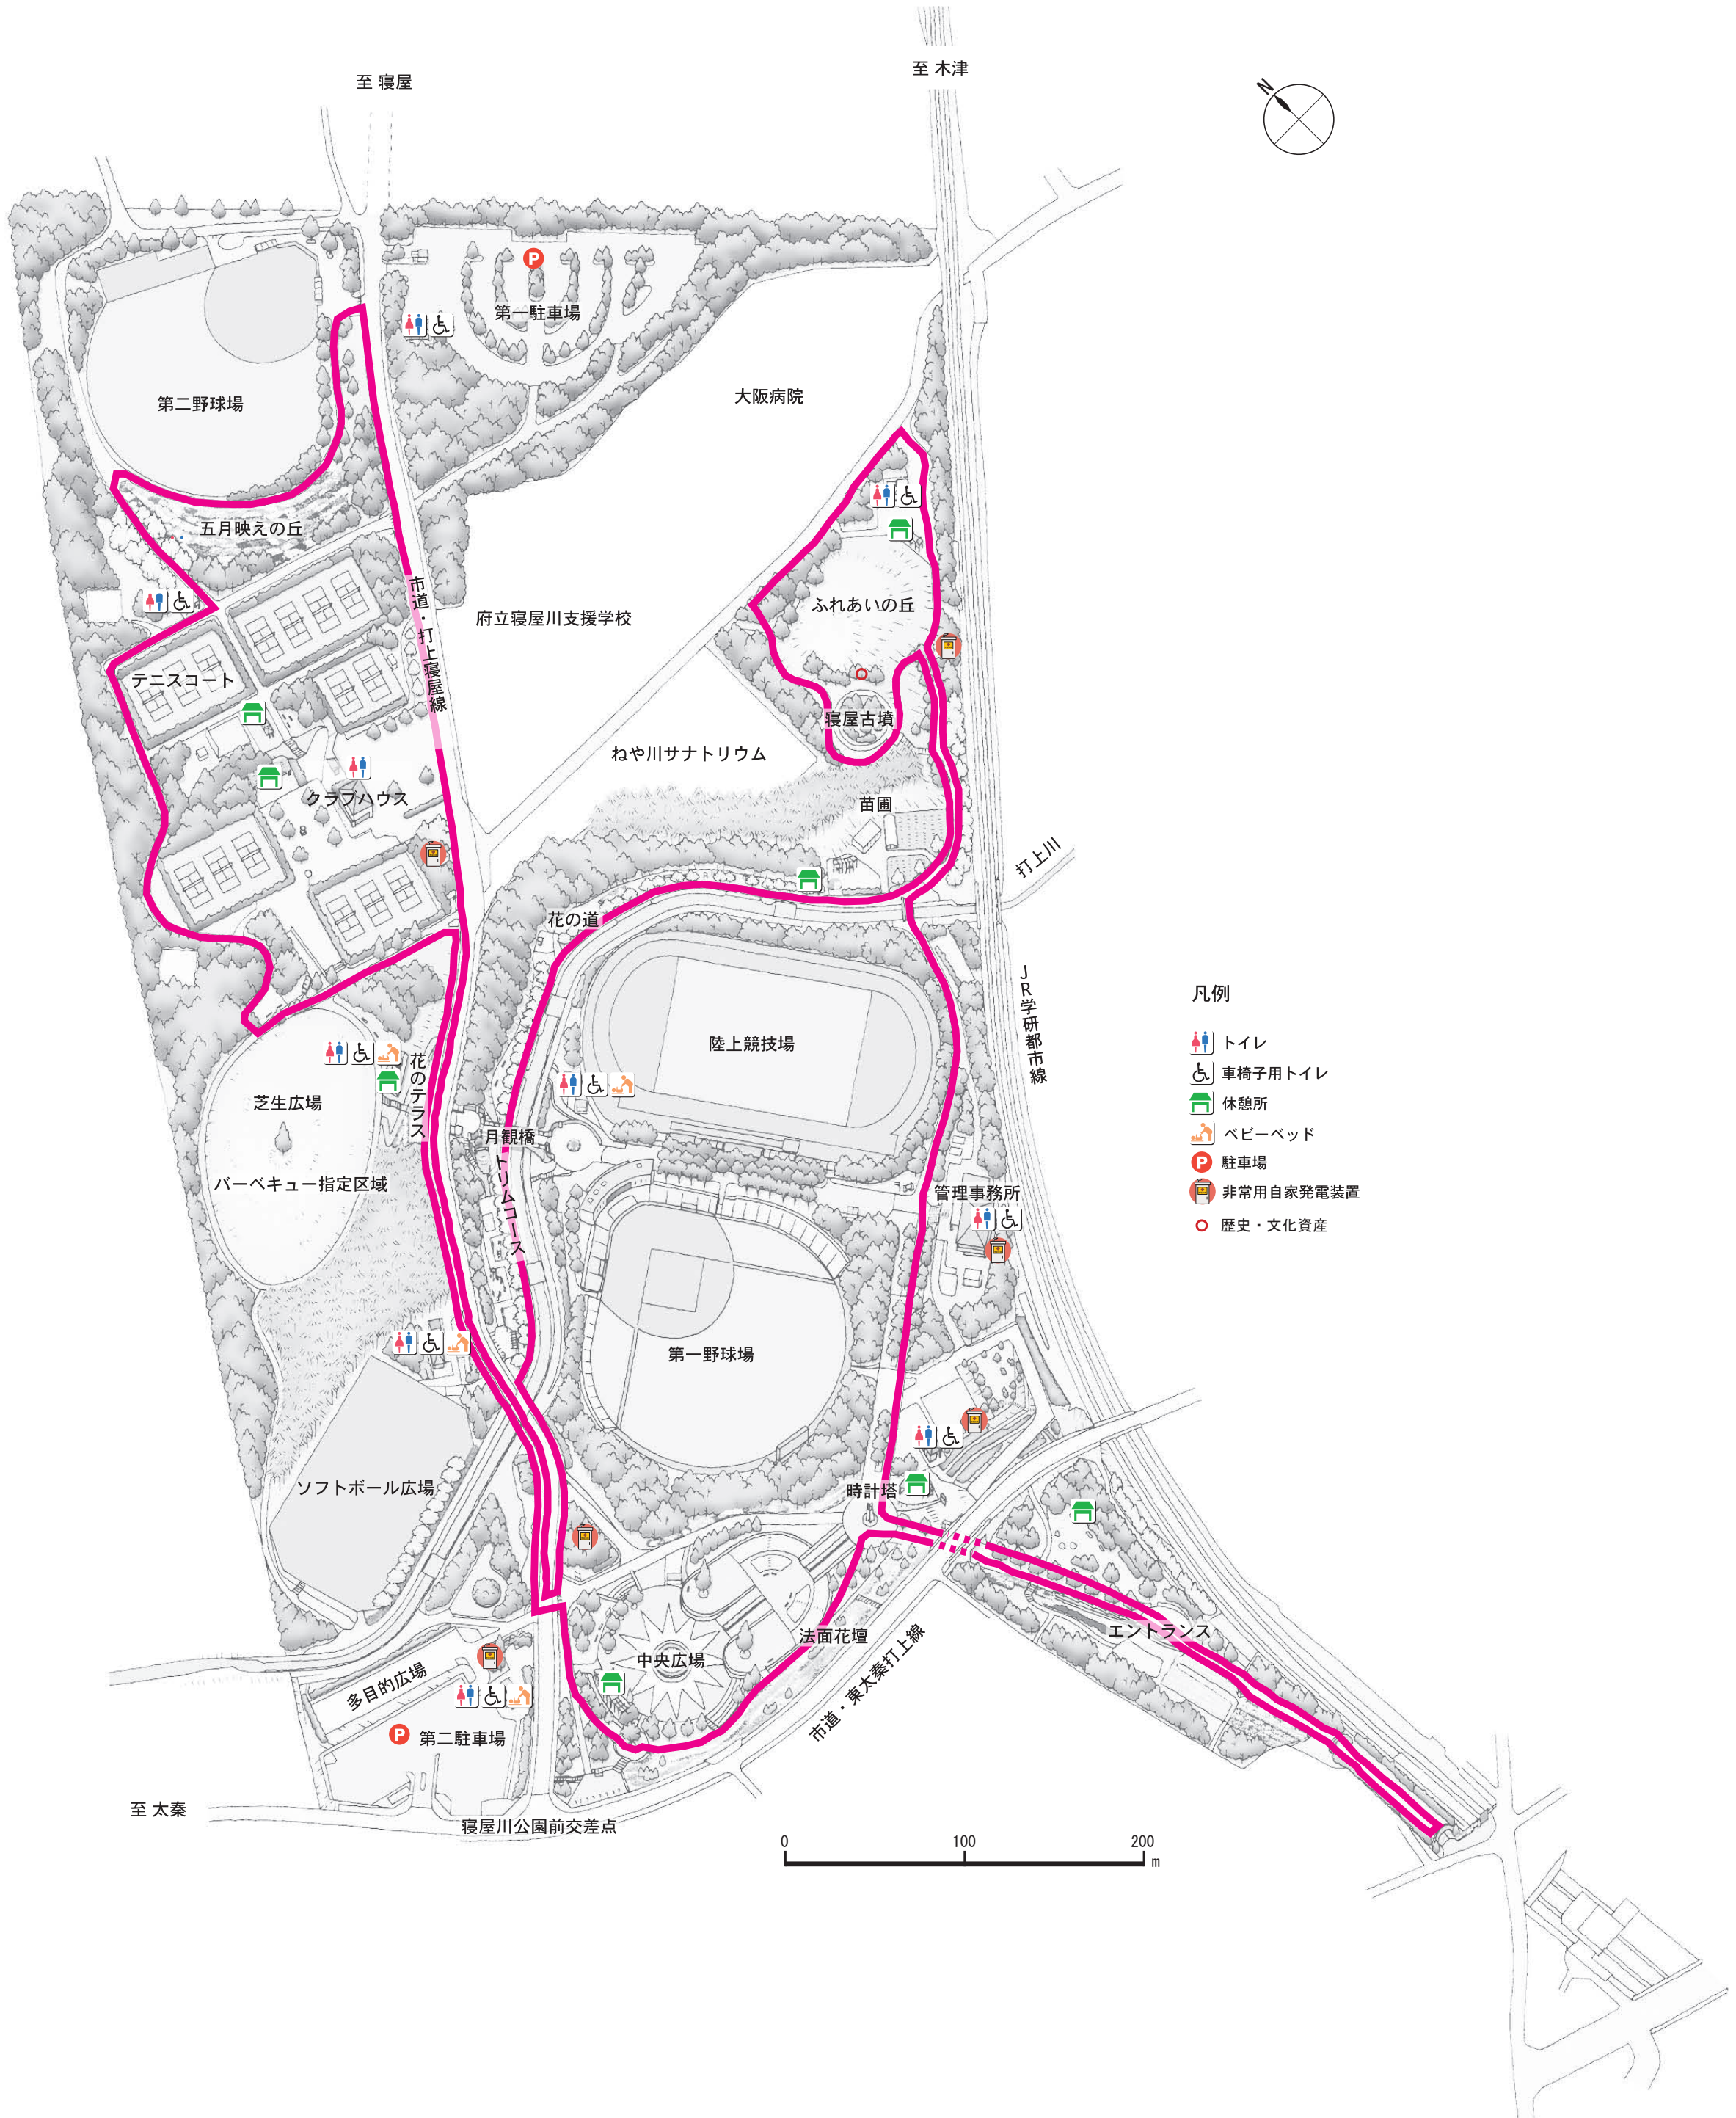 至 寝屋
至 木津
N
第一駐車場
第二野球場
大阪病院
五月映えの丘
市道・打上寝屋線
府立寝屋川支援学校
ふれあいの丘
テニスコート
寝屋古墳
ねや川サナトリウム
クラブハウス
苗圃
打上川
花の道
JR学研都市線
陸上競技場
花のテラス
芝生広場
月観橋
トリムコース
バーベキュー指定区域
管理事務所
第一野球場
ソフトボール広場
時計塔
エントランス
法面花壇
中央広場
市道・東太秦打上線
多目的広場
第二駐車場
至 太秦
寝屋川公園前交差点
0 100 200
m
凡例
トイレ
車椅子用トイレ
休憩所
ベビーベッド
P 駐車場
非常用自家発電装置
歴史・文化資産
P
P